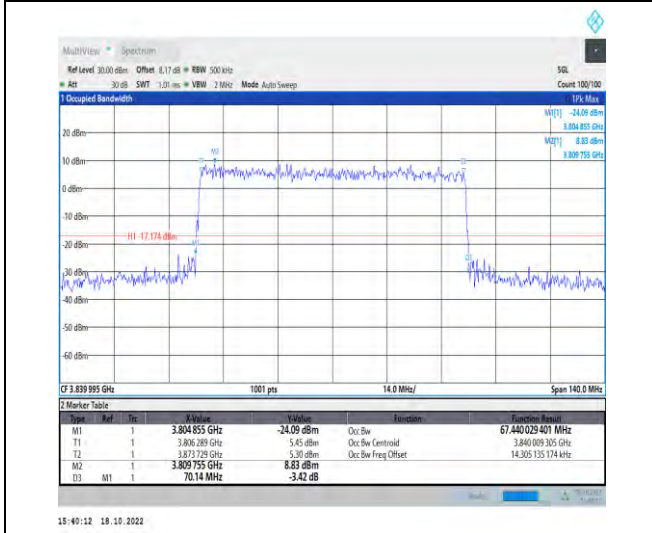 MultiView Spectrum
Ref Level 30.00 dBm Offset 8.17 dB RBW 500 kHz SGL
Att 30 dB SWT 1.01 ms VBW 2 MHz Mode Auto Sweep Count 100/100
1 Occupied Bandwidth 1Pk Max
M1[1] -24.09 dBm
3.804 855 GHz
20 dBm
M2[1] 8.83 dBm
3.809 755 GHz
M2
10 dBm
0 dBm
-10 dBm
H1 -17.174 dBm
-20 dBm
M1
-30 dBm
-40 dBm
-50 dBm
-60 dBm
CF 3.839 995 GHz 1001 pts 14.0 MHz/ Span 140.0 MHz
2 Marker Table
Type Ref Trc X-Value Y-Value Function Function Result
M1 1 3.804 855 GHz -24.09 dBm Occ Bw 67.440 029 401 MHz
T1 1 3.806 289 GHz 5.45 dBm Occ Bw Centroid 3.840 009 305 GHz
T2 1 3.873 729 GHz 5.30 dBm Occ Bw Freq Offset 14.305 135 174 kHz
M2 1 3.809 755 GHz 8.83 dBm
D3 M1 1 70.14 MHz -3.42 dB
15:40:12 18.10.2022